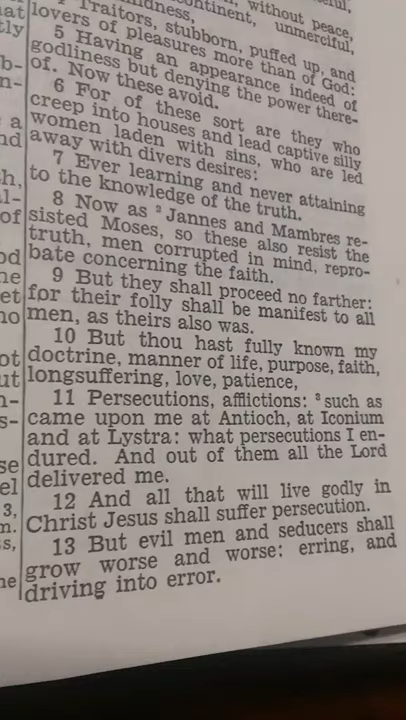 without peace,
unmerciful,
Traitors, stubborn, puffed up, and
lovers of pleasures more than of God:
5 Having an appearance indeed of
godliness but denying the power there-
of. Now these avoid.
6 For of these sort are they who
creep into houses and lead captive silly
women laden with sins, who are led
away with divers desires:
7 Ever learning and never attaining
to the knowledge of the truth.
8 Now as Jannes and Mambres re-
sisted Moses, so these also resist the
truth, men corrupted in mind, repro-
bate concerning the faith.
9 But they shall proceed no farther:
for their folly shall be manifest to all
men, as theirs also was.
10 But thou hast fully known my
doctrine, manner of life, purpose, faith,
longsuffering, love, patience,
11 Persecutions, afflictions: such as
came upon me at Antioch, at Iconium
and at Lystra: what persecutions I en-
dured. And out of them all the Lord
delivered me.
12 And all that will live godly in
Christ Jesus shall suffer persecution.
13 But evil men and seducers shall
grow worse and worse: erring, and
driving into error.